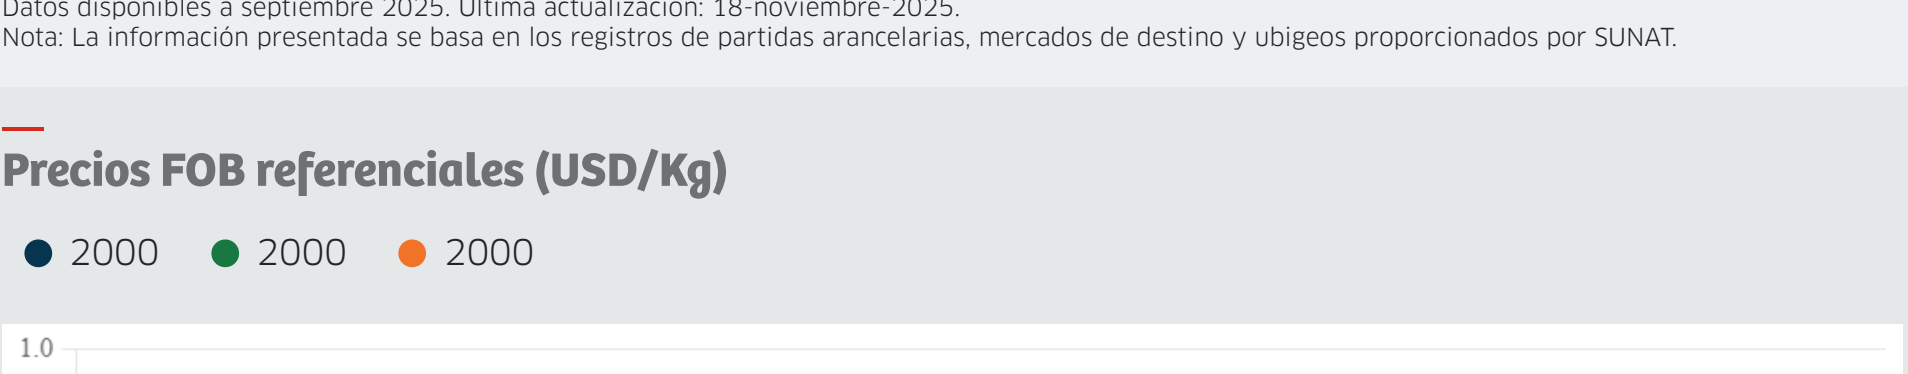 Datos disponibles a septiembre 2025. Última actualización: 18-noviembre-2025.
Nota: La información presentada se basa en los registros de partidas arancelarias, mercados de destino y ubigeos proporcionados por SUNAT.
Precios FOB referenciales (USD/Kg)
2000 2000 2000
1.0